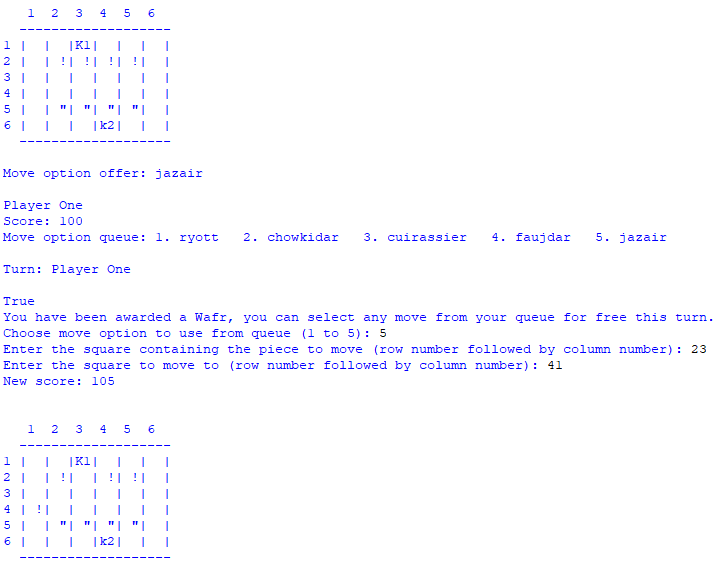 1  2  3  4  5  6
  -------------------
1 |  |  |K1|  |  |  |
2 |  | !| !| !| !|  |
3 |  |  |  |  |  |  |
4 |  |  |  |  |  |  |
5 |  | "| "| "| "|  |
6 |  |  |  |k2|  |  |
  -------------------
Move option offer: jazair
Player One
Score: 100
Move option queue: 1. ryott   2. chowkidar   3. cuirassier   4. faujdar   5. jazair
Turn: Player One
True
You have been awarded a Wafr, you can select any move from your queue for free this turn.
Choose move option to use from queue (1 to 5): 5
Enter the square containing the piece to move (row number followed by column number): 23
Enter the square to move to (row number followed by column number): 41
New score: 105
   1  2  3  4  5  6
  -------------------
1 |  |  |K1|  |  |  |
2 |  | !|  | !| !|  |
3 |  |  |  |  |  |  |
4 | !|  |  |  |  |  |
5 |  | "| "| "| "|  |
6 |  |  |  |k2|  |  |
  -------------------